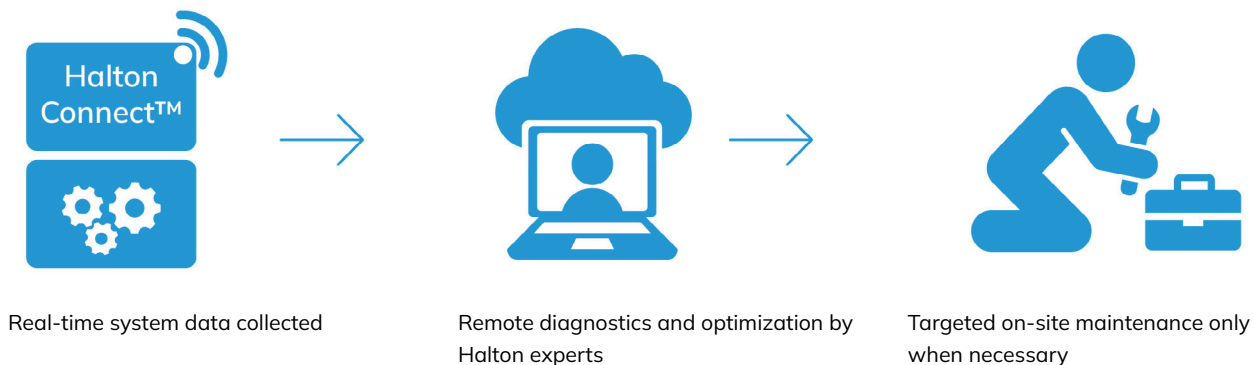 Halton
Connect™
Real-time system data collected
Remote diagnostics and optimization by
Halton experts
Targeted on-site maintenance only
when necessary